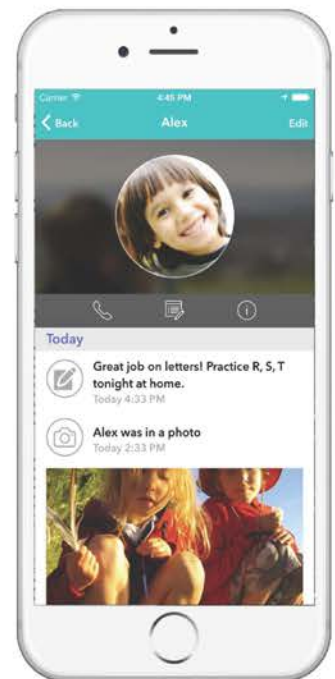 Carrier 4:45 PM
Back Alex Edit
Today
Great job on letters! Practice R, S, T
tonight at home.
Today 4:33 PM
Alex was in a photo
Today 2:33 PM